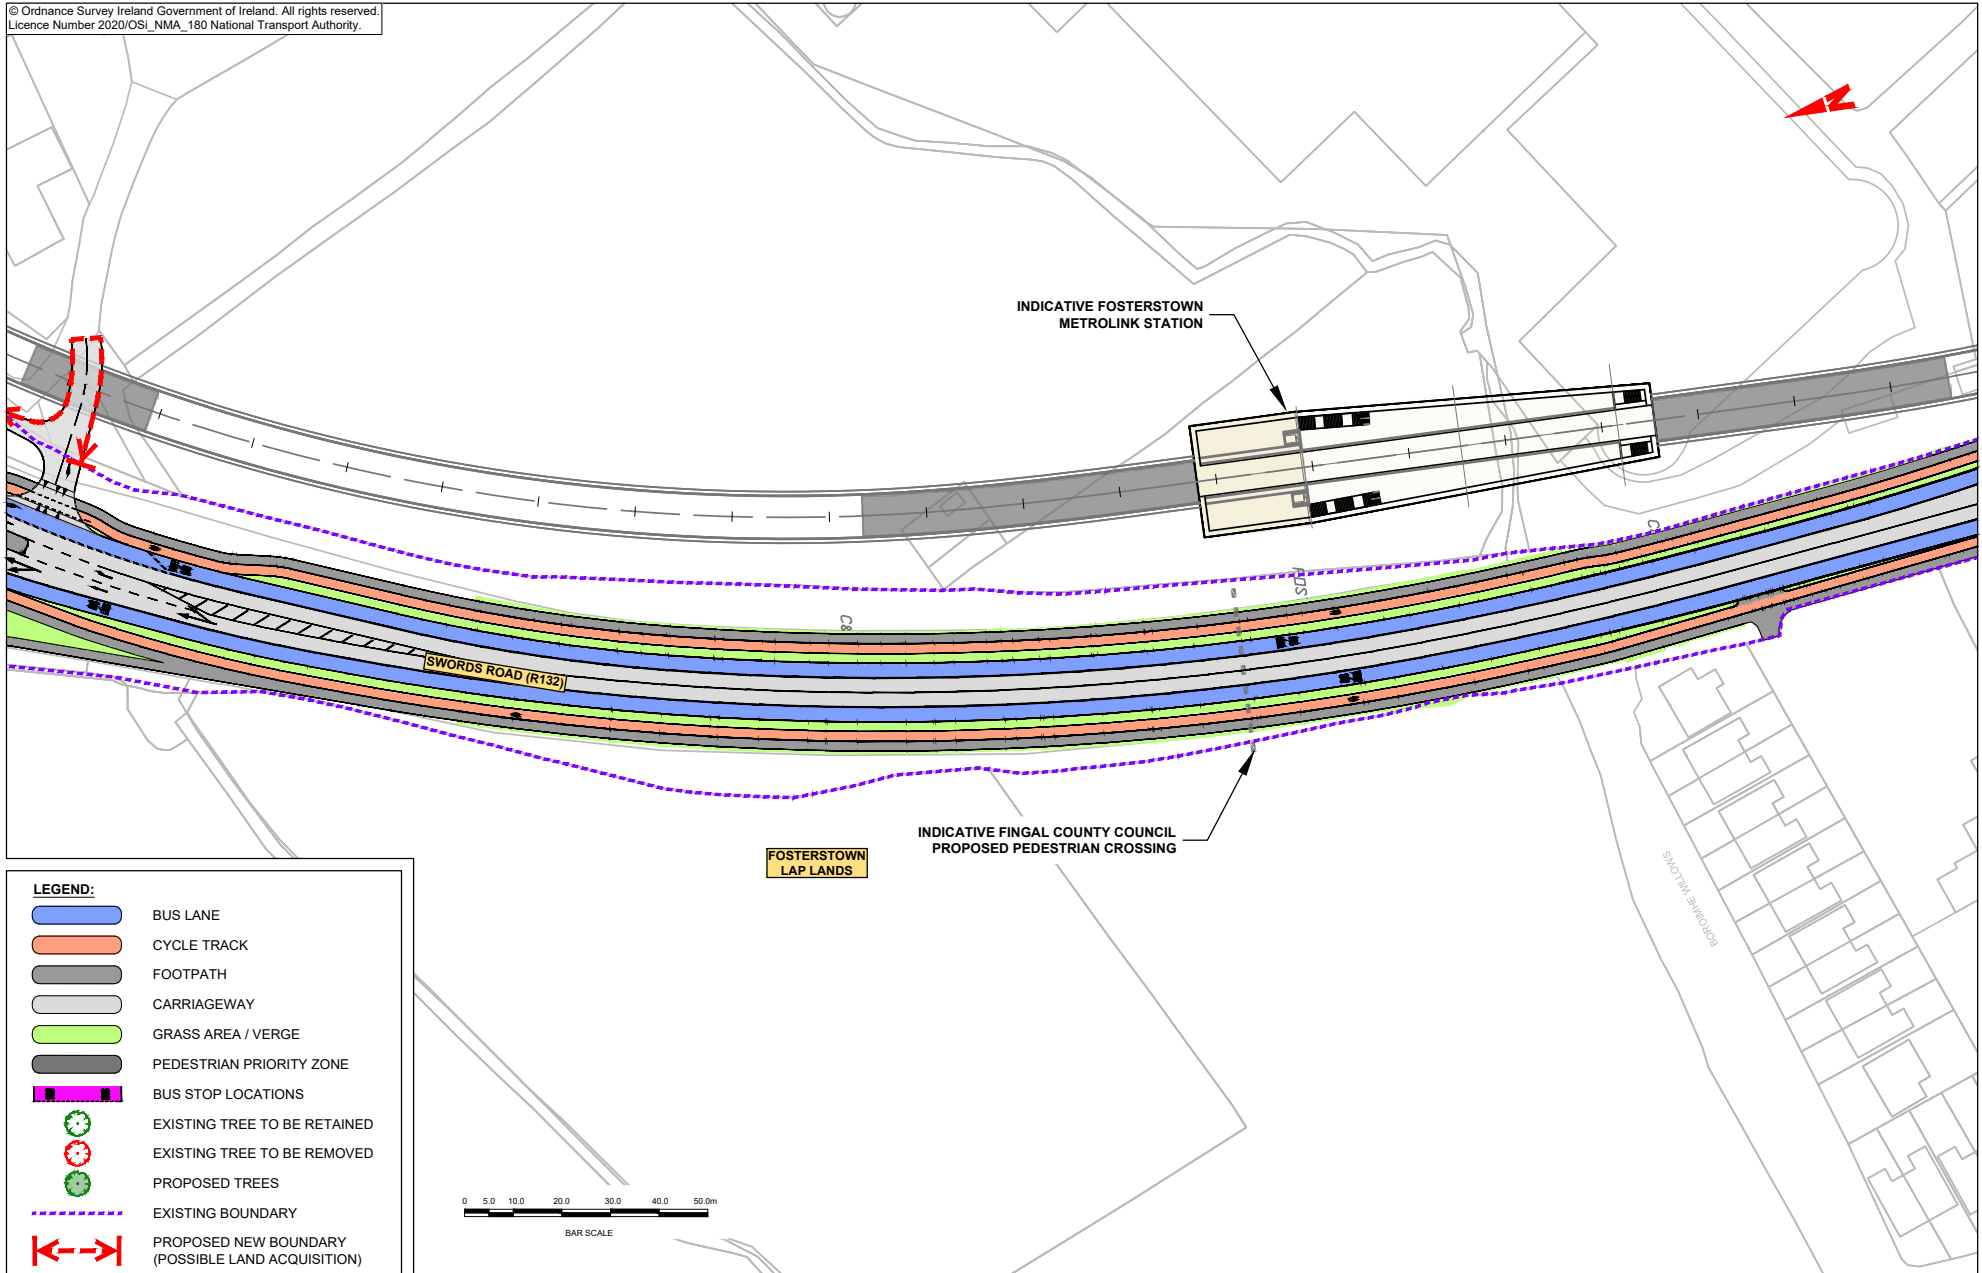 © Ordnance Survey Ireland Government of Ireland. All rights reserved.
Licence Number 2020/OSi_NMA_180 National Transport Authority.
N
INDICATIVE FOSTERSTOWN
METROLINK STATION
SWORDS ROAD (R132)
INDICATIVE FINGAL COUNTY COUNCIL
PROPOSED PEDESTRIAN CROSSING
FOSTERSTOWN
LAP LANDS
BOROIMHE WILLOWS
LEGEND:
BUS LANE
CYCLE TRACK
FOOTPATH
CARRIAGEWAY
GRASS AREA / VERGE
PEDESTRIAN PRIORITY ZONE
BUS STOP LOCATIONS
EXISTING TREE TO BE RETAINED
EXISTING TREE TO BE REMOVED
PROPOSED TREES
EXISTING BOUNDARY
PROPOSED NEW BOUNDARY
(POSSIBLE LAND ACQUISITION)
0 5.0 10.0 20.0 30.0 40.0 50.0m
BAR SCALE